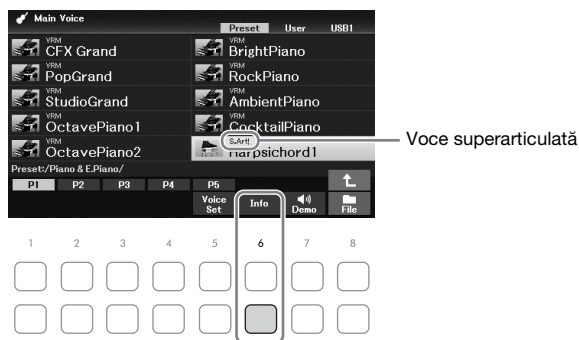 Main Voice
Preset User USB1
VRM VRM
CFX Grand BrightPiano
VRM VRM
PopGrand RockPiano
VRM VRM
StudioGrand AmbientPiano
VRM VRM
OctavePiano1 CocktailPiano
VRM S.Art!
OctavePiano2 Harpsichord1
Voce superarticulată
Preset/Piano & E.Piano/
P1 P2 P3 P4 P5
Voice Set Info Demo File
1 2 3 4 5 6 7 8